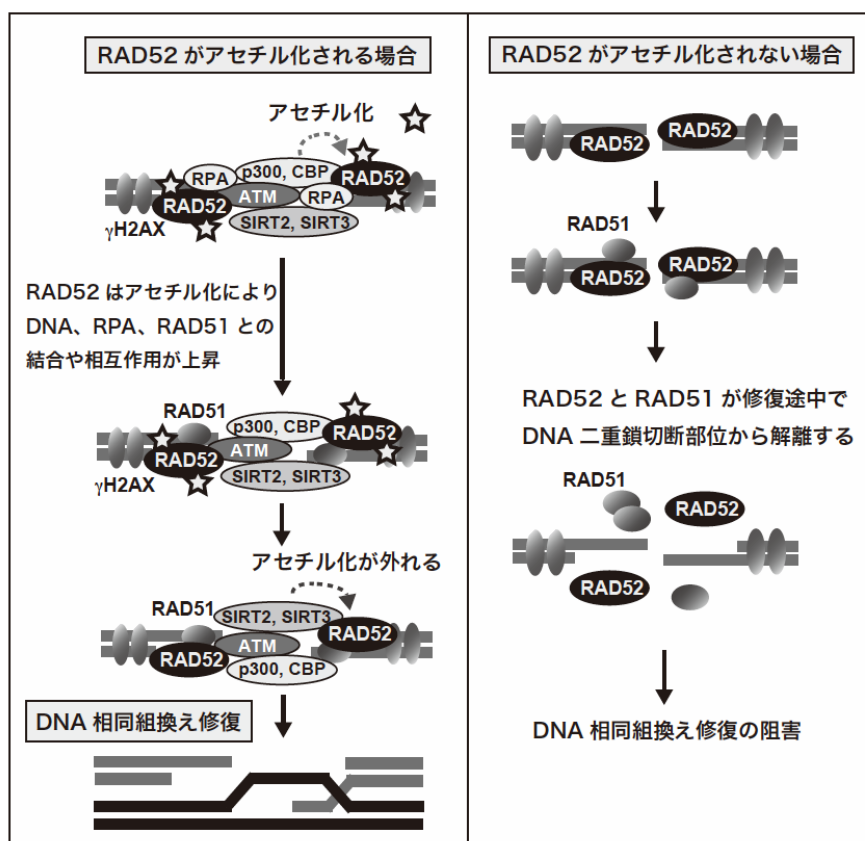 RAD52 がアセチル化される場合
アセチル化
RPA
p300, CBP
RAD52
ATM
RPA
RAD52
γH2AX
SIRT2, SIRT3
RAD52 はアセチル化により
DNA、RPA、RAD51 との
結合や相互作用が上昇
RAD51
p300, CBP
RAD52
ATM
RAD52
SIRT2, SIRT3
γH2AX
アセチル化が外れる
RAD51
SIRT2, SIRT3
RAD52
ATM
RAD52
p300, CBP
DNA 相同組換え修復
RAD52 がアセチル化されない場合
RAD52
RAD52
RAD51
RAD52
RAD52
RAD52 と RAD51 が修復途中で
DNA 二重鎖切断部位から解離する
RAD51
RAD52
RAD52
DNA 相同組換え修復の阻害